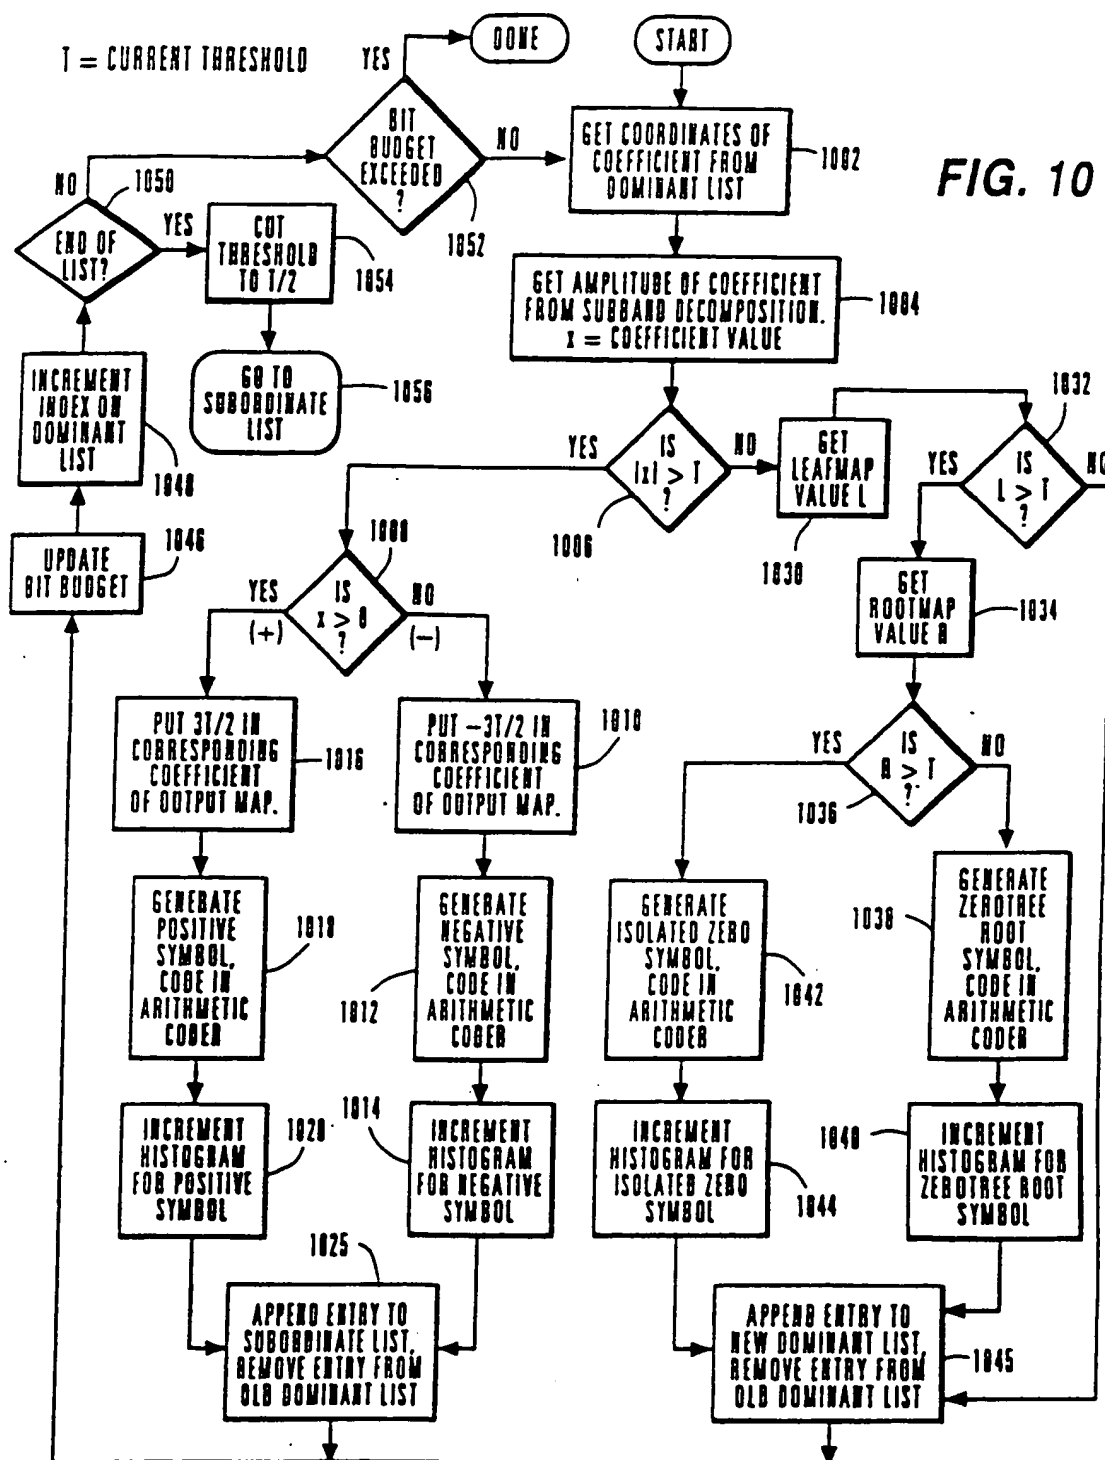 T = CURRENT THRESHOLD
YES
DONE
START
BIT
BUDGET
EXCEEDED
?
NO
1052
GET COORDINATES OF
COEFFICIENT FROM
DOMINANT LIST
1002
FIG. 10
NO
1050
END OF
LIST?
YES
CUT
THRESHOLD
TO T/2
1054
GET AMPLITUDE OF COEFFICIENT
FROM SUBBAND DECOMPOSITION.
x = COEFFICIENT VALUE
1004
GO TO
SUBORDINATE
LIST
1056
INCREMENT
INDEX ON
DOMINANT
LIST
1048
YES
IS
|x| > T
?
NO
1006
GET
LEAFMAP
VALUE L
1030
1032
YES
IS
L > T
?
NO
UPDATE
BIT BUDGET
1046
1008
YES
(+)
IS
x > 0
?
NO
(−)
GET
ROOTMAP
VALUE R
1034
PUT 3T/2 IN
CORRESPONDING
COEFFICIENT
OF OUTPUT MAP.
1016
PUT −3T/2 IN
CORRESPONDING
COEFFICIENT
OF OUTPUT MAP.
1010
YES
IS
R > T
?
NO
1036
GENERATE
POSITIVE
SYMBOL,
CODE IN
ARITHMETIC
CODER
1018
GENERATE
NEGATIVE
SYMBOL,
CODE IN
ARITHMETIC
CODER
1012
GENERATE
ISOLATED ZERO
SYMBOL,
CODE IN
ARITHMETIC
CODER
1042
GENERATE
ZEROTREE
ROOT
SYMBOL,
CODE IN
ARITHMETIC
CODER
1038
INCREMENT
HISTOGRAM
FOR POSITIVE
SYMBOL
1020
INCREMENT
HISTOGRAM
FOR NEGATIVE
SYMBOL
1014
INCREMENT
HISTOGRAM FOR
ISOLATED ZERO
SYMBOL
1044
INCREMENT
HISTOGRAM FOR
ZEROTREE ROOT
SYMBOL
1040
1025
APPEND ENTRY TO
SUBORDINATE LIST,
REMOVE ENTRY FROM
OLD DOMINANT LIST
APPEND ENTRY TO
NEW DOMINANT LIST,
REMOVE ENTRY FROM
OLD DOMINANT LIST
1045